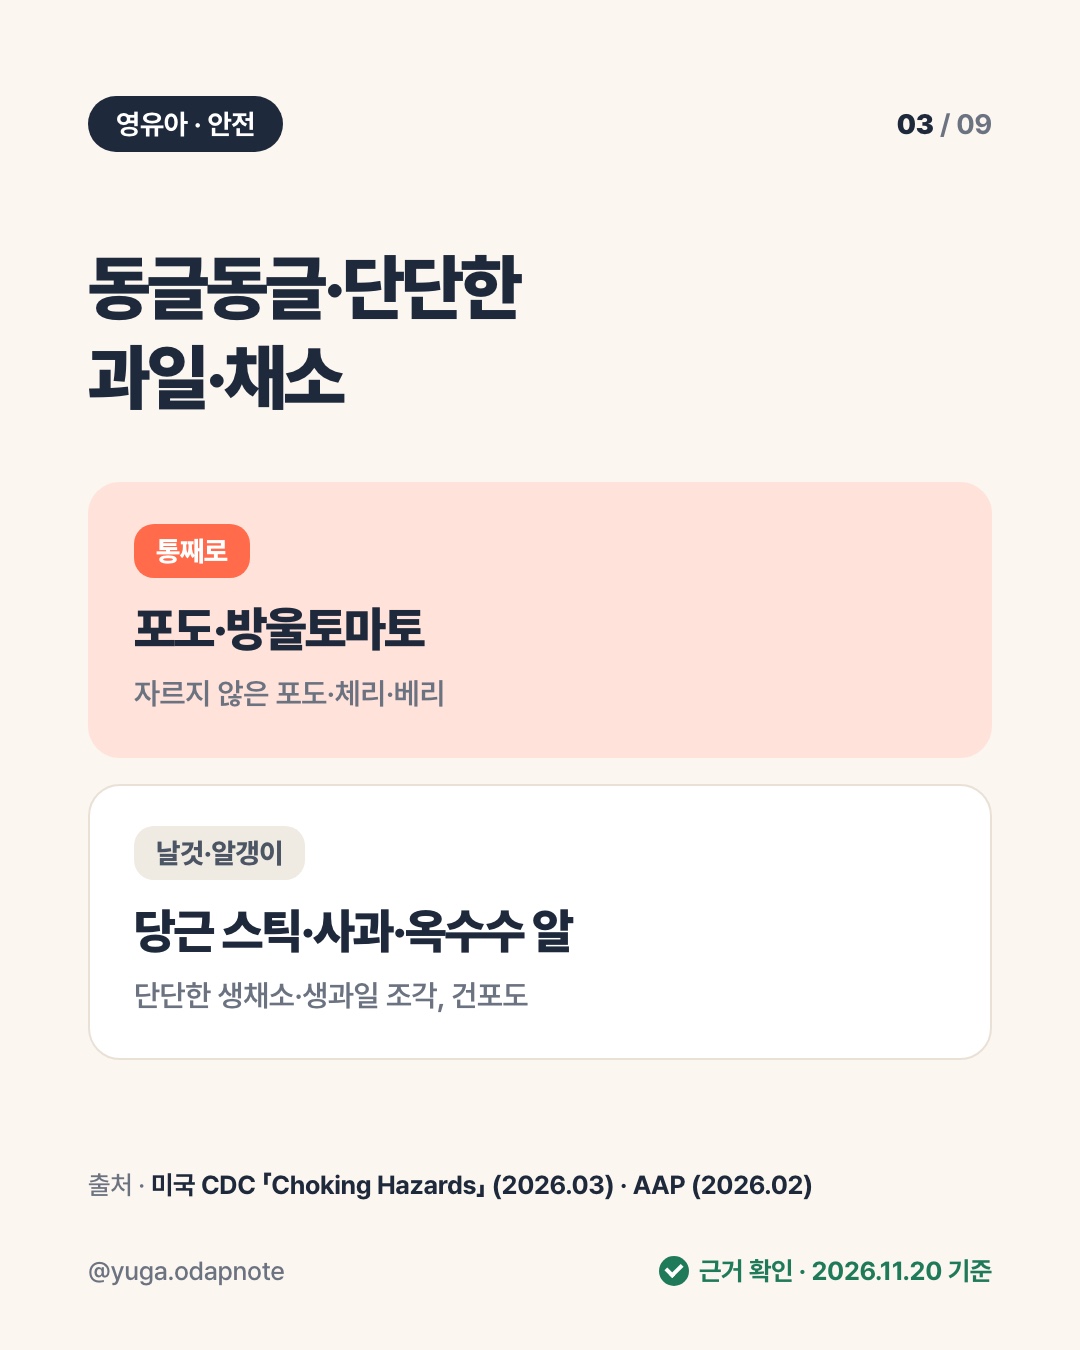 영유아 · 안전
03 / 09
동글동글·단단한
과일·채소
통째로
포도·방울토마토
자르지 않은 포도·체리·베리
날것·알갱이
당근 스틱·사과·옥수수 알
단단한 생채소·생과일 조각, 건포도
출처 · 미국 CDC 「Choking Hazards」 (2026.03) · AAP (2026.02)
@yuga.odapnote
근거 확인 · 2026.11.20 기준